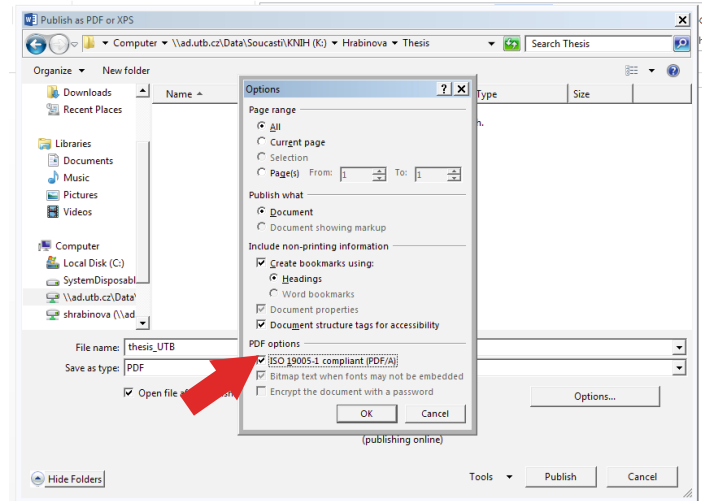 Publish as PDF or XPS
Computer \\ad.utb.cz\Data\Soucasti\KNIH (K:) Hrabinova Thesis
Search Thesis
Organize New folder
Downloads
Recent Places
Libraries
Documents
Music
Pictures
Videos
Computer
Local Disk (C:)
SystemDisposabl
\\ad.utb.cz\Data\
shrabinova (\\ad
Name Type Size
Options
Page range
All
Current page
Selection
Page(s) From: 1 To: 1
Publish what
Document
Document showing markup
Include non-printing information
Create bookmarks using:
Headings
Word bookmarks
Document properties
Document structure tags for accessibility
PDF options
ISO 19005-1 compliant (PDF/A)
Bitmap text when fonts may not be embedded
Encrypt the document with a password
OK Cancel
File name: thesis_UTB
Save as type: PDF
Open file
Options...
(publishing online)
Hide Folders
Tools Publish Cancel